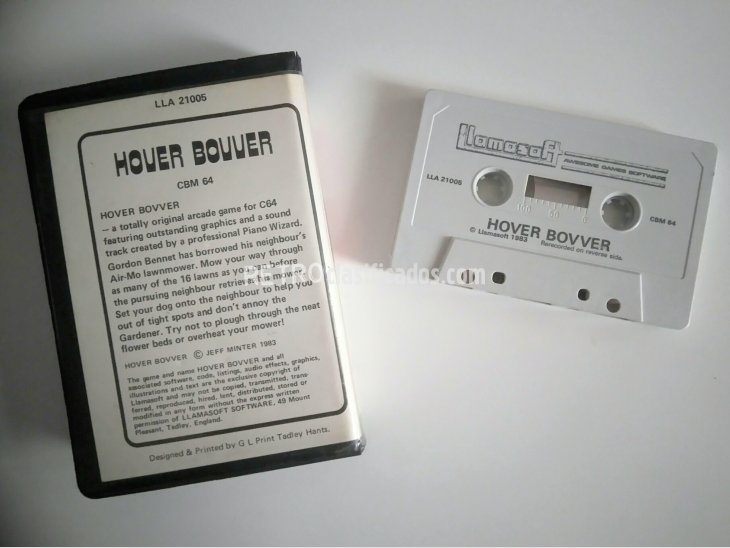 LLA 21005
HOVER BOVVER
CBM 64
HOVER BOVVER
– a totally original arcade game for C64
featuring outstanding graphics and a sound
track created by a professional Piano Wizard.
Gordon Bennet has borrowed his neighbour's
Air-Mo lawnmower. Mow your way through
as many of the 16 lawns as you can before
the pursuing neighbour retrieves his mower.
Set your dog onto the neighbour to help you
out of tight spots and don't annoy the
Gardener. Try not to plough through the neat
flower beds or overheat your mower!
HOVER BOVVER © JEFF MINTER 1983
The game and name HOVER BOVVER and all
associated software, code, listings, audio effects, graphics,
illustrations and text are the exclusive copyright of
Llamasoft and may not be copied, transmitted, trans-
ferred, reproduced, hired, lent, distributed, stored or
modified in any form without the express written
permission of LLAMASOFT SOFTWARE, 49 Mount
Pleasant, Tadley, England.
Designed & Printed by G L Print Tadley Hants.
llamasoft
AWESOME GAMES SOFTWARE
LLA 21005
CBM 64
100 50 0
HOVER BOVVER
© Llamasoft 1983
Rerecorded on reverse side.
RETROclasificados.com